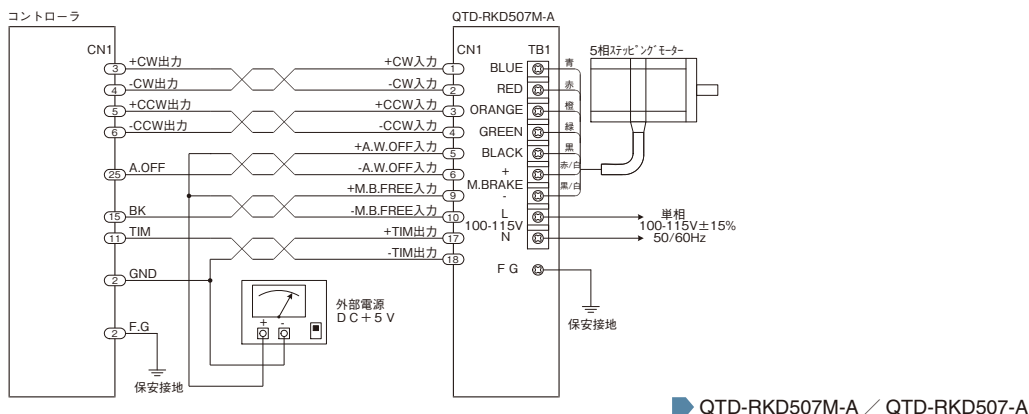 コントローラ
CN1
3 +CW出力
4 -CW出力
5 +CCW出力
6 -CCW出力
25 A.OFF
15 BK
11 TIM
2 GND
2 F.G
保安接地
外部電源
DC+5V
+ -
QTD-RKD507M-A
CN1 TB1
+CW入力 1
-CW入力 2
+CCW入力 3
-CCW入力 4
+A.W.OFF入力 5
-A.W.OFF入力 6
+M.B.FREE入力 9
-M.B.FREE入力 10
+TIM出力 17
-TIM出力 18
BLUE 青
RED 赤
ORANGE 橙
GREEN 緑
BLACK 黒
+ 赤/白
M.BRAKE
- 黒/白
L
100-115V
N
FG
保安接地
5相ステッピングモーター
単相
100-115V±15%
50/60Hz
QTD-RKD507M-A / QTD-RKD507-A